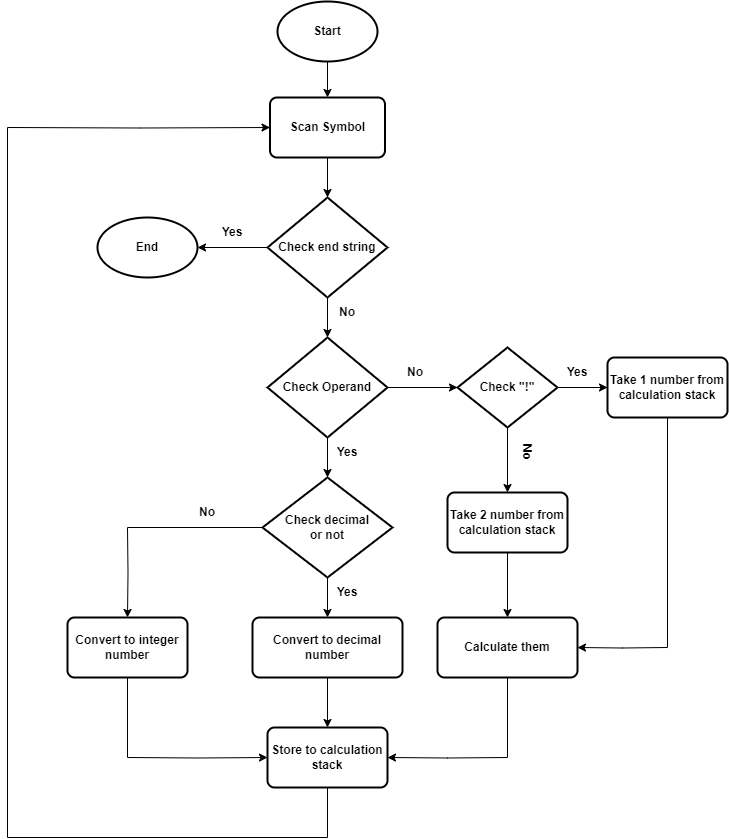 Start
Scan Symbol
Yes
End
Check end string
No
Check Operand
No
Check "!"
Yes
Take 1 number from
calculation stack
Yes
No
Check decimal
or not
No
Take 2 number from
calculation stack
Yes
Convert to integer
number
Convert to decimal
number
Calculate them
Store to calculation
stack